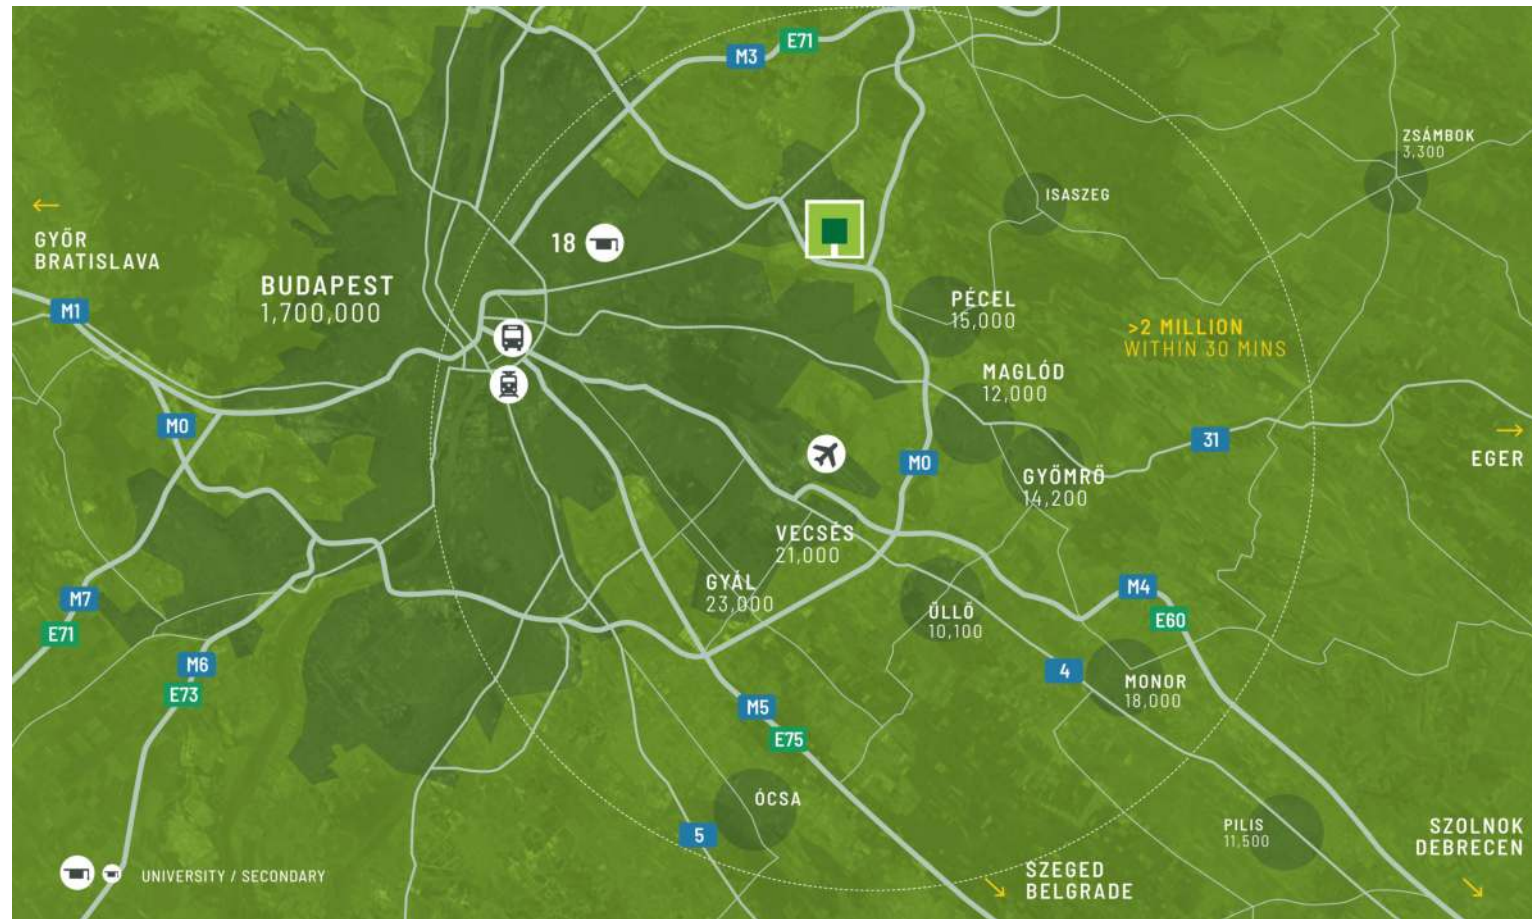 E71
M3
ZSÁMBOK
3,300
ISASZEG
GYŐR
BRATISLAVA
18
BUDAPEST
1,700,000
M1
PÉCEL
15,000
>2 MILLION
WITHIN 30 MINS
MAGLÓD
12,000
M0
31
EGER
M0
GYÖMRŐ
14,200
VECSÉS
21,000
GYÁL
23,000
M7
E71
M4
E60
ŰLLŐ
10,100
M6
E73
4
MONOR
18,000
M5
E75
ÓCSA
5
PILIS
11,500
SZOLNOK
DEBRECEN
UNIVERSITY / SECONDARY
SZEGED
BELGRADE